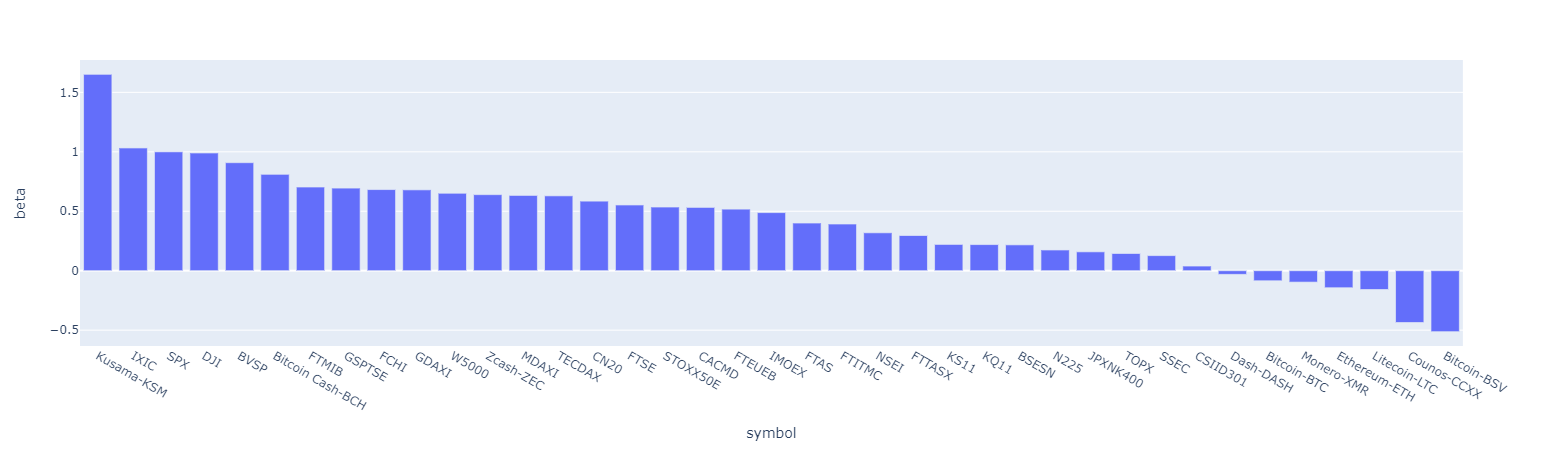 beta
1.5
1
0.5
0
−0.5
Kusama-KSM
IXIC
SPX
DJI
BVSP
Bitcoin Cash-BCH
FTMIB
GSPTSE
FCHI
GDAXI
W5000
Zcash-ZEC
MDAXI
TECDAX
CN20
FTSE
STOXX50E
CACMD
FTEUEB
IMOEX
FTAS
FTITMC
NSEI
FTTASX
KS11
KQ11
BSESN
N225
JPXNK400
TOPX
SSEC
CSIID301
Dash-DASH
Bitcoin-BTC
Monero-XMR
Ethereum-ETH
Litecoin-LTC
Counos-CCXX
Bitcoin-BSV
symbol